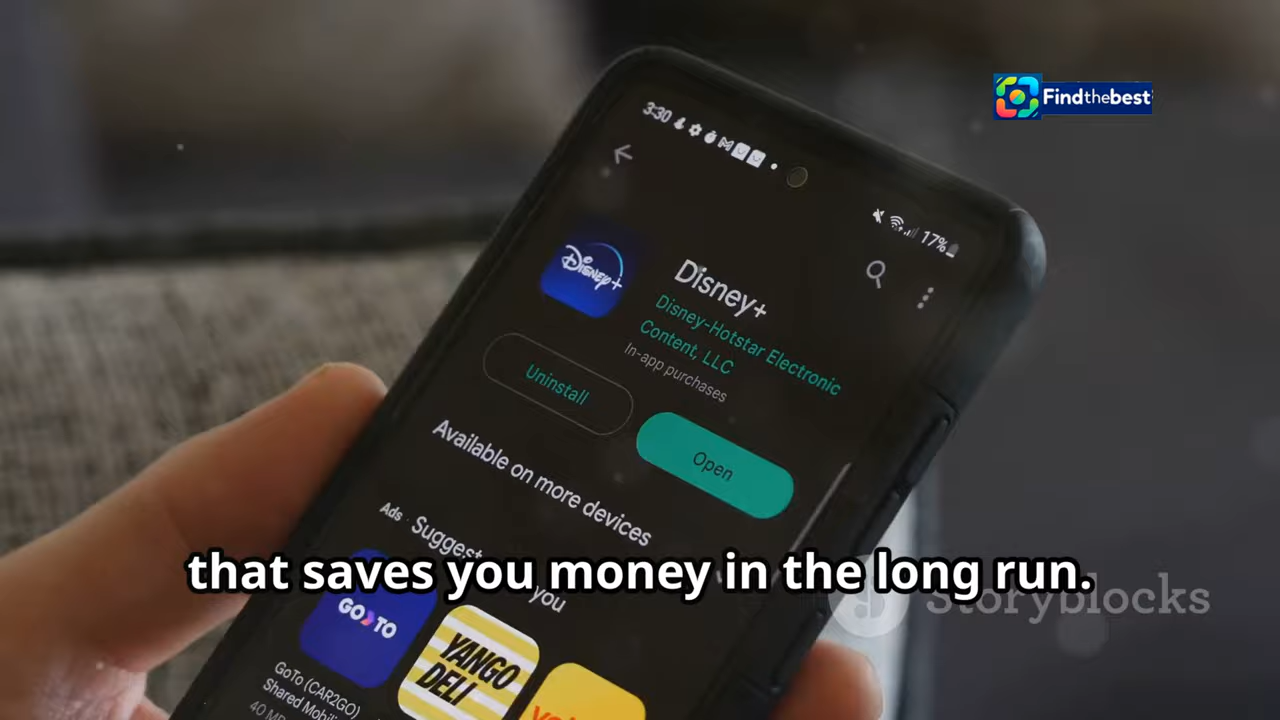 Findthebest
3:30
17%
Disney+
Disney+
Disney-Hotstar Electronic
Content, LLC
In-app purchases
Uninstall
Open
Available on more devices
Ads
Suggest
you
that saves you money in the long run.
Storyblocks
GO TO
YANGO
DELI
GoTo (CAR2GO)
Shared
40